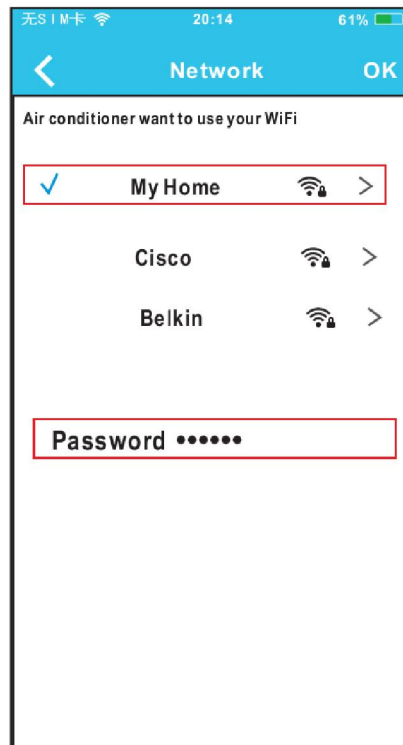 无SIM卡 20:14 61%
Network OK
Air conditioner want to use your WiFi
My Home
Cisco
Belkin
Password ••••••